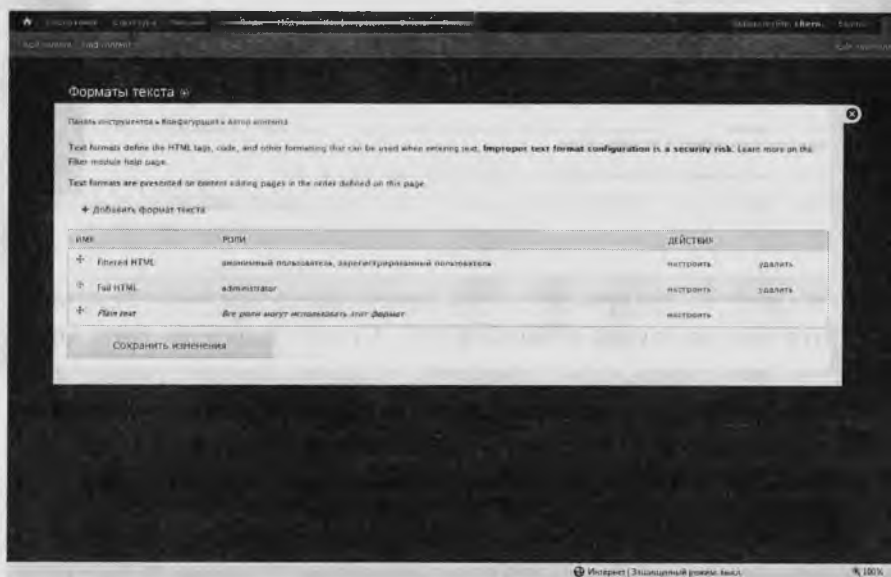 Форматы текста
Панель инструментов » Конфигурация » Автор контента
Text formats define the HTML tags, code, and other formatting that can be used when entering text. Improper text format configuration is a security risk. Learn more on the
Filter module help page.
Text formats are presented on content editing pages in the order defined on this page.
+ Добавить формат текста
ИМЯ РОЛИ ДЕЙСТВИЯ
Filtered HTML анонимный пользователь, зарегистрированный пользователь настроить удалить
Full HTML administrator настроить удалить
Plain text Все роли могут использовать этот формат настроить
Сохранить изменения
Интернет | Защищенный режим: выкл. 100%